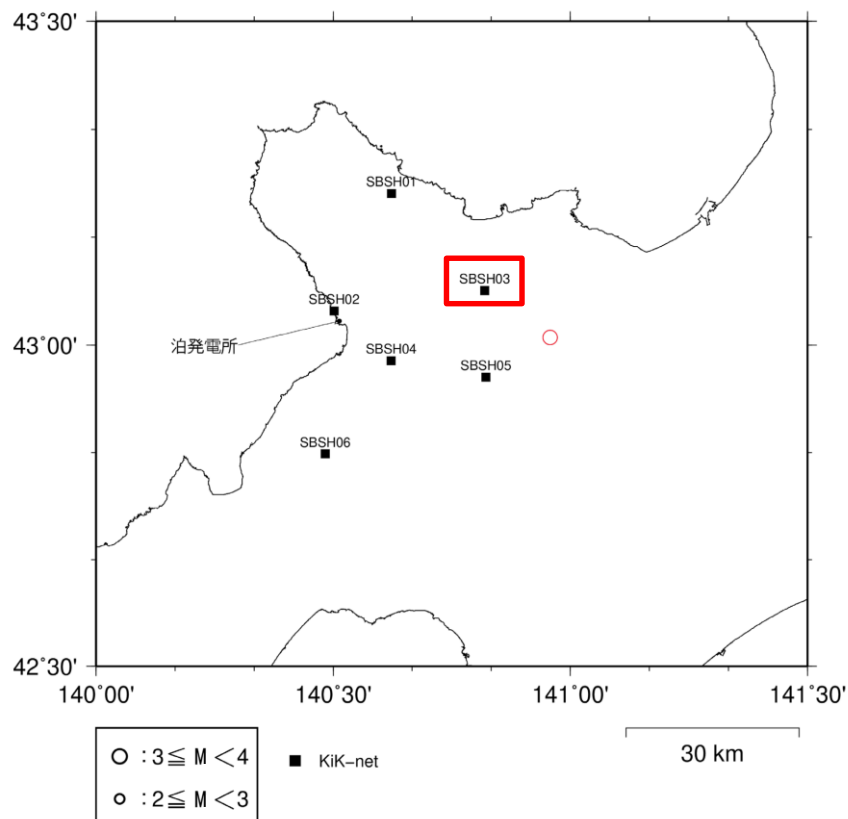 43°30'
SBSH01
SBSH03
SBSH02
泊発電所
43°00'
SBSH04
SBSH05
SBSH06
42°30'
140°00'
140°30'
141°00'
141°30'
○ : 3≦ M <4
■ KiK-net
30 km
○ : 2≦ M <3